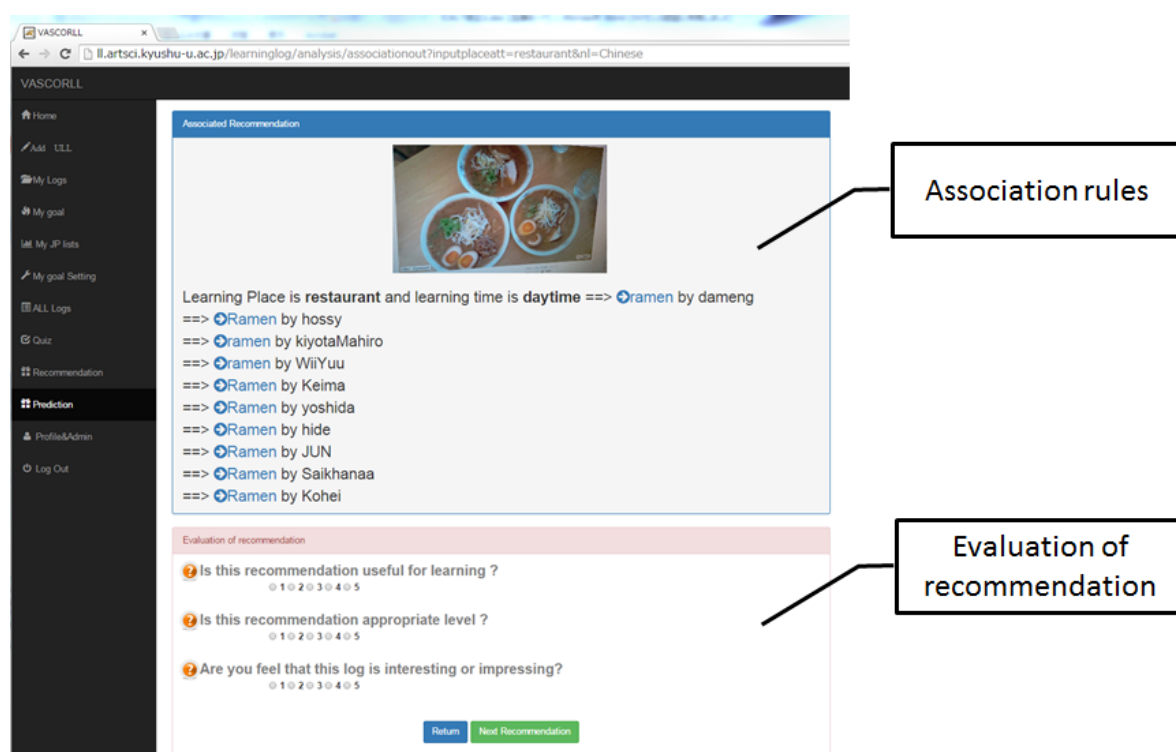 VASCORLL
ll.artsci.kyushu-u.ac.jp/learninglog/analysis/associationout?inputplaceatt=restaurant&nl=Chinese
VASCORLL
Home
Add ULL
My Logs
My goal
My JP lists
My goal Setting
ALL Logs
Quiz
Recommendation
Prediction
Profile&Admin
Log Out
Associated Recommendation
Learning Place is restaurant and learning time is daytime ==> ramen by dameng
==> Ramen by hossy
==> ramen by kiyotaMahiro
==> ramen by WiiYuu
==> Ramen by Keima
==> Ramen by yoshida
==> Ramen by hide
==> Ramen by JUN
==> Ramen by Saikhanaa
==> Ramen by Kohei
Evaluation of recommendation
Is this recommendation useful for learning ?
1 2 3 4 5
Is this recommendation appropriate level ?
1 2 3 4 5
Are you feel that this log is interesting or impressing?
1 2 3 4 5
Return Next Recommendation
Association rules
Evaluation of
recommendation